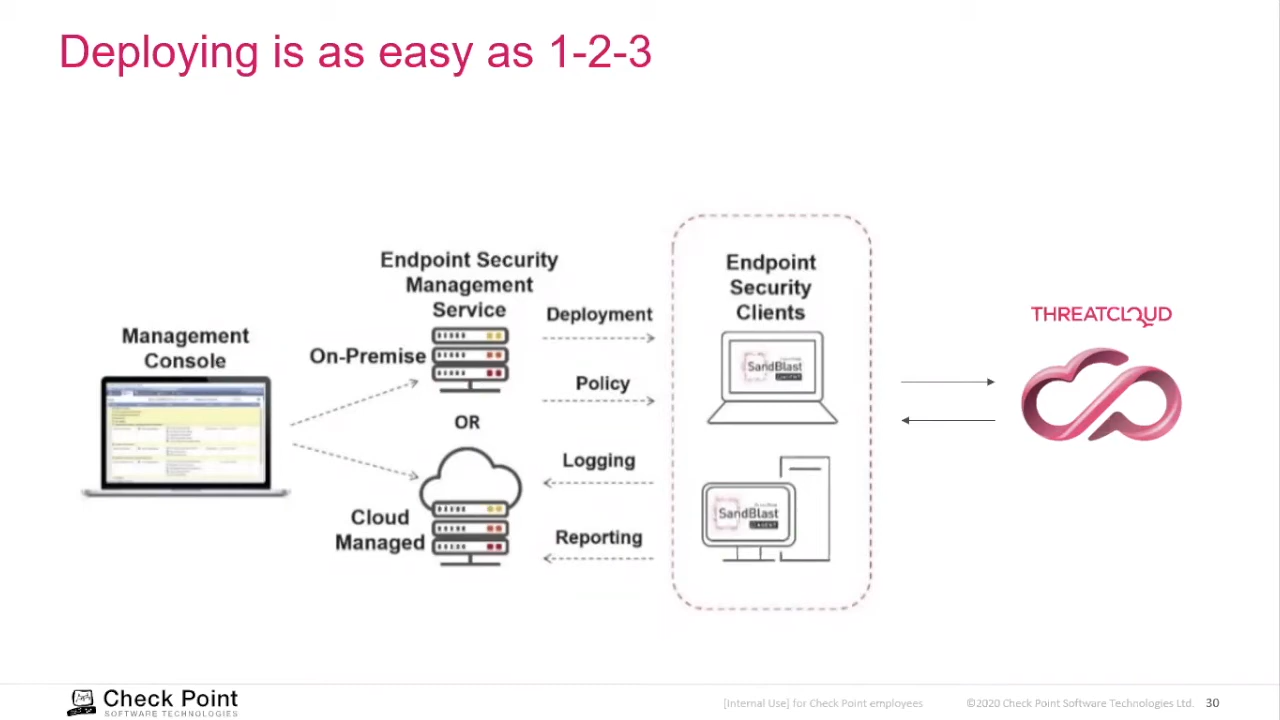 Deploying is as easy as 1-2-3
Management
Console
Endpoint Security
Management
Service
On-Premise
OR
Cloud
Managed
Deployment
Policy
Logging
Reporting
Endpoint
Security
Clients
SandBlast
SandBlast
AGENT
THREATCLOUD
Check Point
SOFTWARE TECHNOLOGIES
[Internal Use] for Check Point employees
©2020 Check Point Software Technologies Ltd.
30